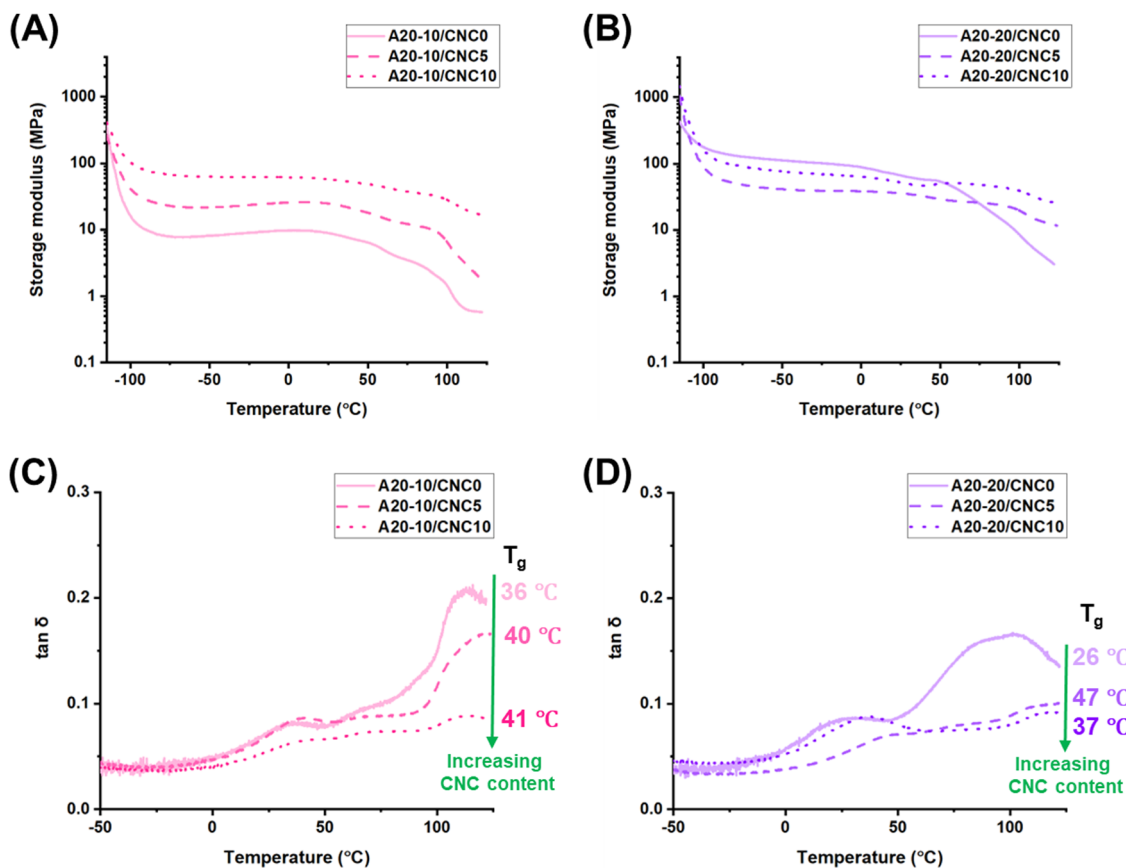 (A)
A20-10/CNC0
A20-10/CNC5
A20-10/CNC10
Storage modulus (MPa)
1000
100
10
1
0.1
-100
-50
0
50
100
Temperature (°C)
(B)
A20-20/CNC0
A20-20/CNC5
A20-20/CNC10
Storage modulus (MPa)
1000
100
10
1
0.1
-100
-50
0
50
100
Temperature (°C)
(C)
A20-10/CNC0
A20-10/CNC5
A20-10/CNC10
tan δ
0.3
0.2
0.1
0.0
-50
0
50
100
Temperature (°C)
Tg
36 ℃
40 ℃
41 ℃
Increasing
CNC content
(D)
A20-20/CNC0
A20-20/CNC5
A20-20/CNC10
tan δ
0.3
0.2
0.1
0.0
-50
0
50
100
Temperature (°C)
Tg
26 ℃
47 ℃
37 ℃
Increasing
CNC content